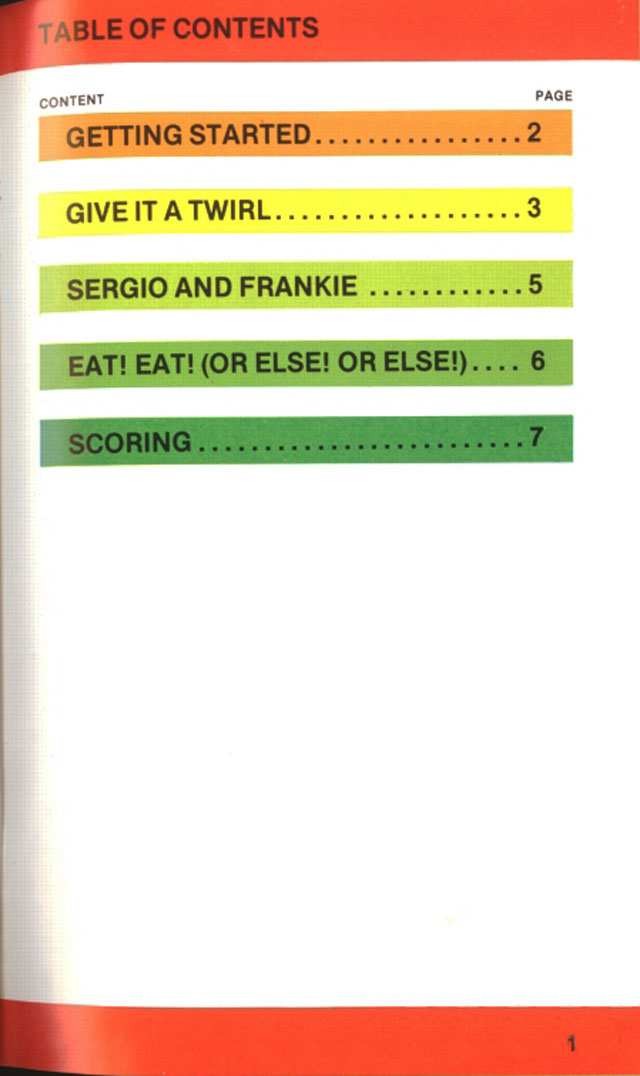 TABLE OF CONTENTS
CONTENT PAGE
GETTING STARTED................2
GIVE IT A TWIRL...................3
SERGIO AND FRANKIE ............5
EAT! EAT! (OR ELSE! OR ELSE!).... 6
SCORING .........................7
1